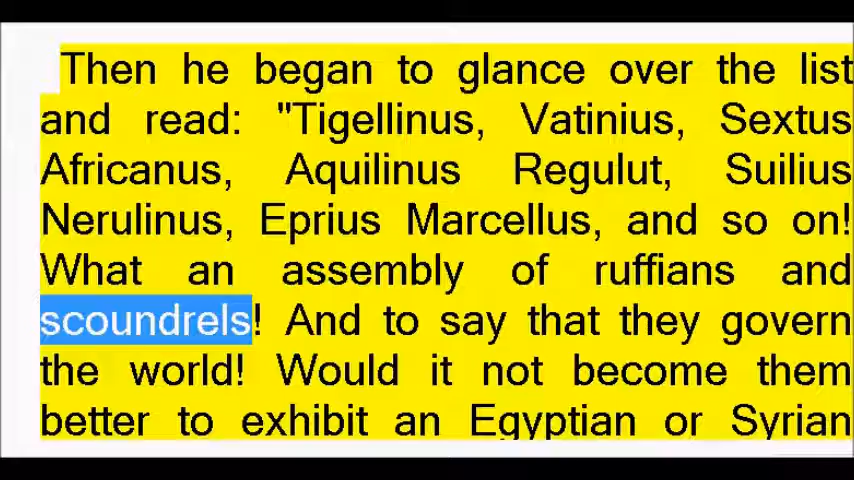 Then he began to glance over the list
and read: "Tigellinus, Vatinius, Sextus
Africanus, Aquilinus Regulut, Suilius
Nerulinus, Eprius Marcellus, and so on!
What an assembly of ruffians and
scoundrels! And to say that they govern
the world! Would it not become them
better to exhibit an Egyptian or Syrian